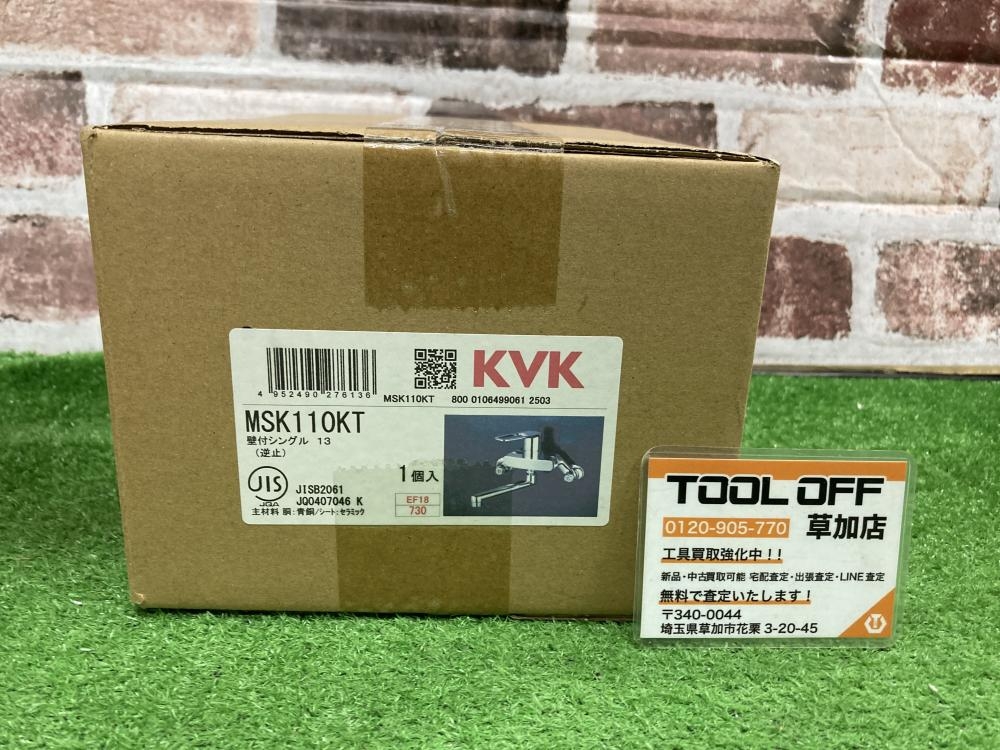 4 952490 276136
MSK110KT 800 0106499061 2503
KVK
MSK110KT
壁付シングル 13
(逆止)
1個入
JIS
JQA
JISB2061
JQ0407046 K
主材料 胴:青銅/シート:セラミック
EF18
730
TOOL OFF
0120-905-770 草加店
工具買取強化中!!
新品・中古買取可能 宅配査定・出張査定・LINE査定
無料で査定いたします!
〒340-0044
埼玉県草加市花栗3-20-45